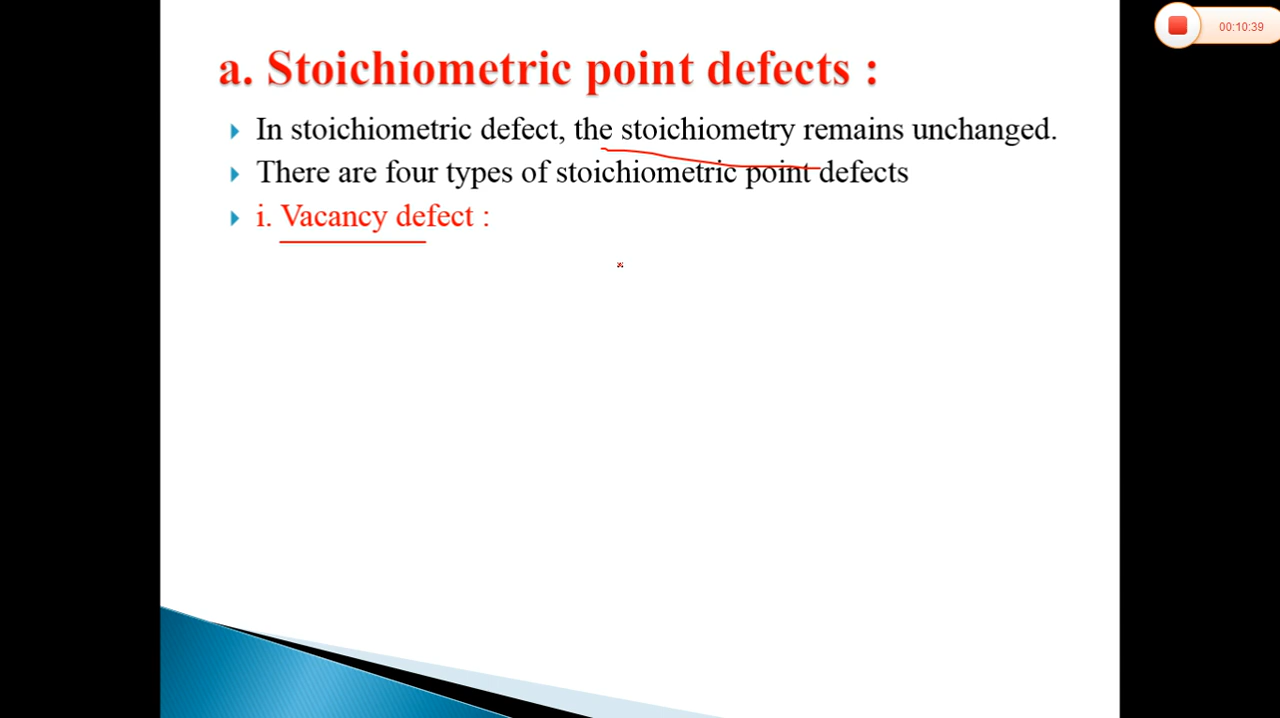 00:10:39
a. Stoichiometric point defects :
In stoichiometric defect, the stoichiometry remains unchanged.
There are four types of stoichiometric point defects
i. Vacancy defect :